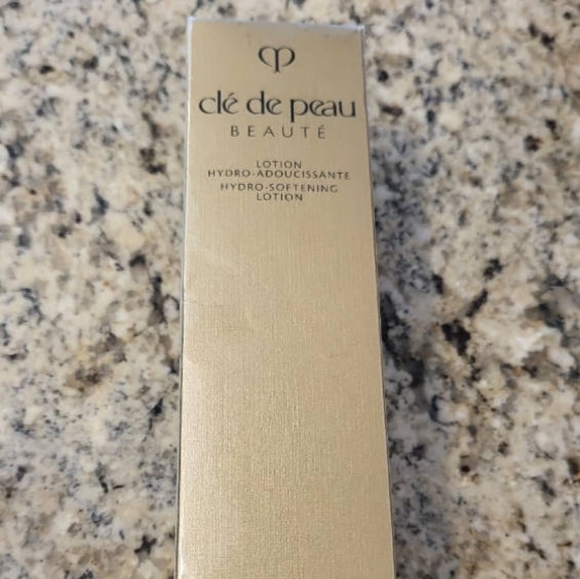 clé de peau
BEAUTÉ
LOTION
HYDRO-ADOUCISSANTE
HYDRO-SOFTENING
LOTION